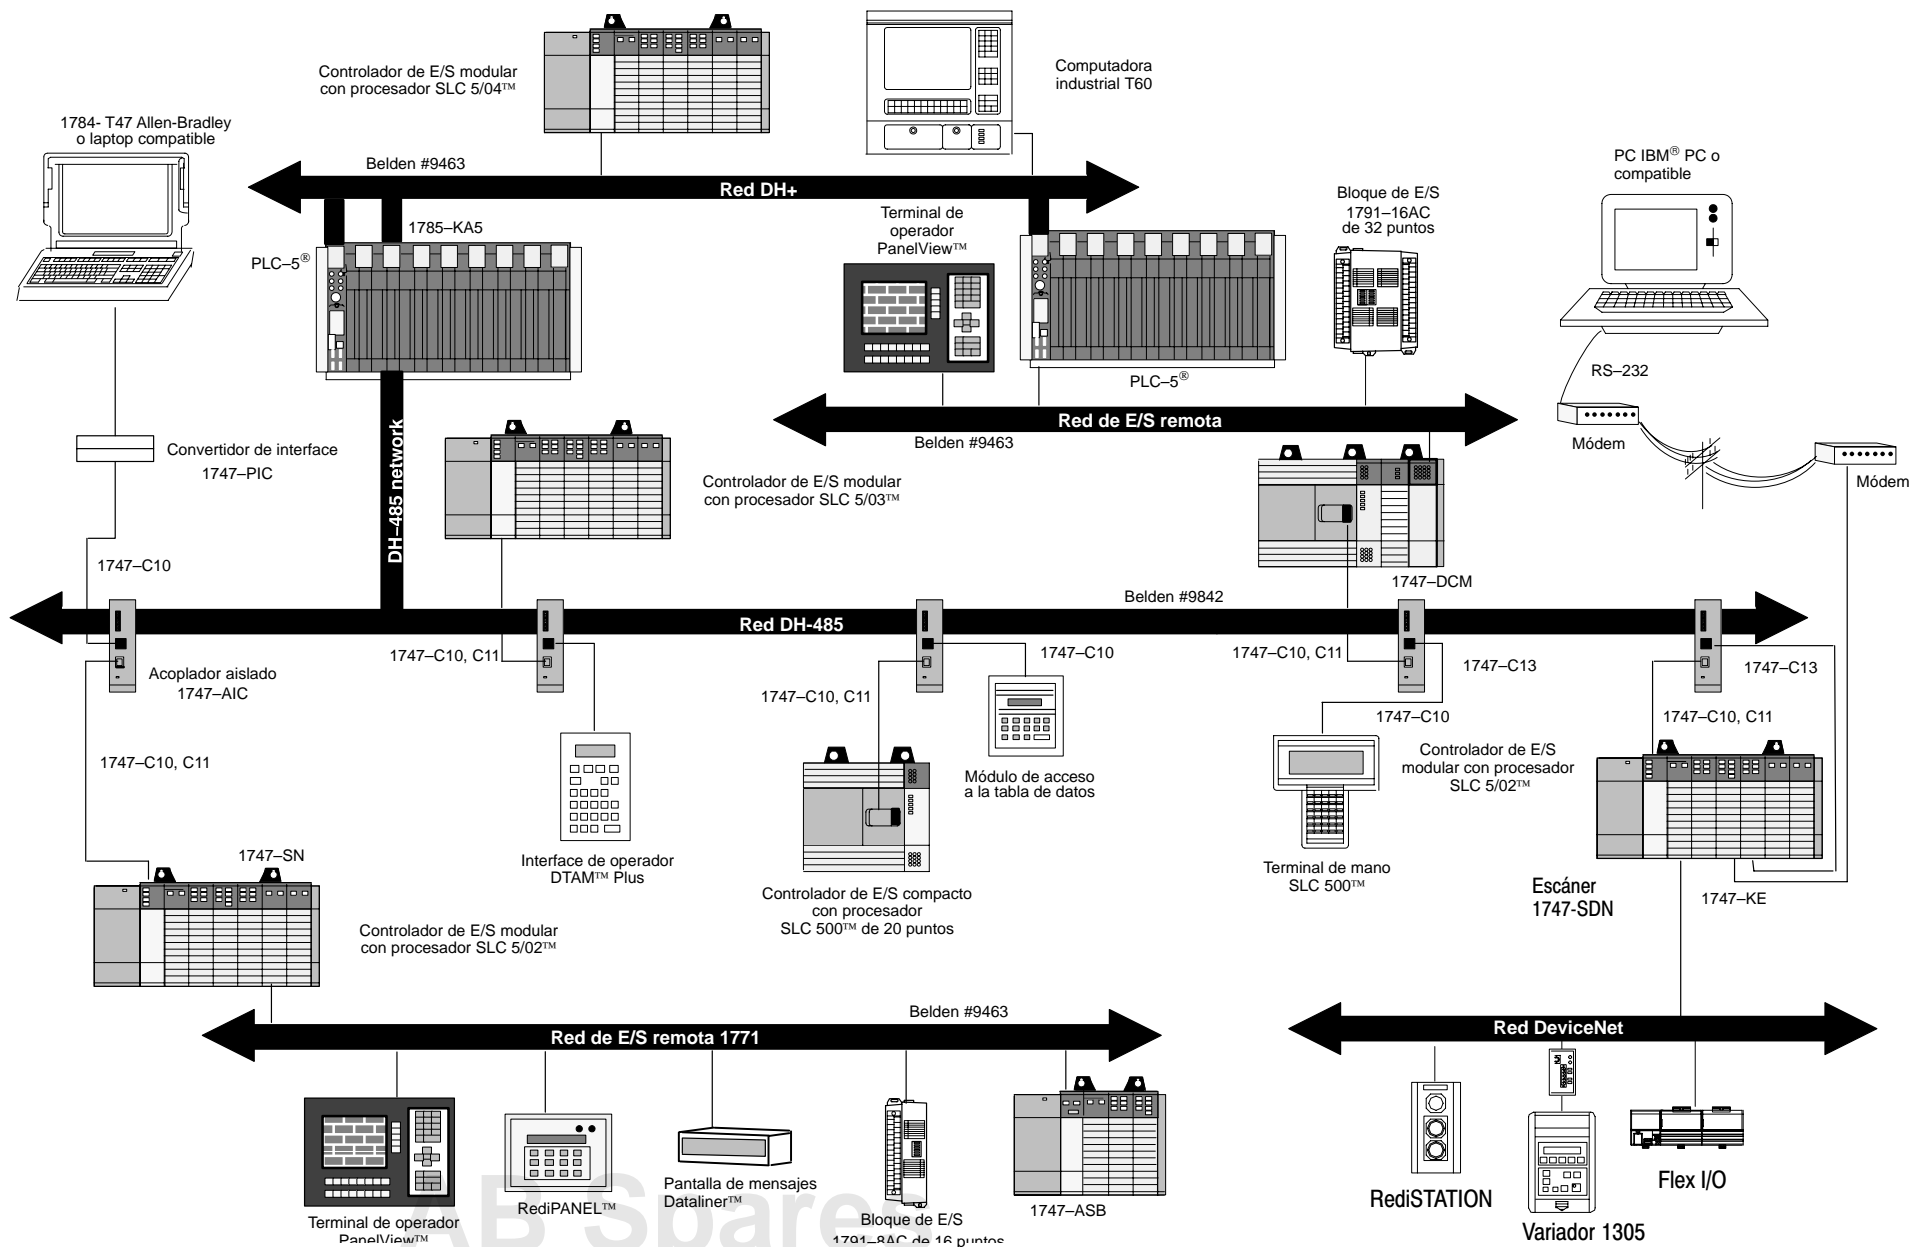 Controlador de E/S modular
con procesador SLC 5/04™
Computadora
industrial T60
1784- T47 Allen-Bradley
o laptop compatible
Belden #9463
Red DH+
PC IBM® PC o
compatible
Bloque de E/S
1791–16AC
de 32 puntos
Terminal de
operador
PanelView™
1785–KA5
PLC–5®
PLC–5®
RS–232
Red de E/S remota
Belden #9463
Módem
Módem
DH–485 network
Convertidor de interface
1747–PIC
Controlador de E/S modular
con procesador SLC 5/03™
1747–C10
1747–DCM
Belden #9842
Red DH-485
1747–C10, C11
1747–C10
1747–C10, C11
1747–C13
1747–C13
Acoplador aislado
1747–AIC
1747–C10, C11
1747–C10
1747–C10, C11
1747–C10, C11
Controlador de E/S
modular con procesador
SLC 5/02™
Módulo de acceso
a la tabla de datos
1747–SN
Interface de operador
DTAM™ Plus
Terminal de mano
SLC 500™
Controlador de E/S compacto
con procesador
SLC 500™ de 20 puntos
Escáner
1747-SDN
1747–KE
Controlador de E/S modular
con procesador SLC 5/02™
Belden #9463
Red de E/S remota 1771
Red DeviceNet
Terminal de operador
PanelView™
RediPANEL™
Pantalla de mensajes
Dataliner™
Bloque de E/S
1791–8AC de 16 puntos
1747–ASB
RediSTATION
Variador 1305
Flex I/O
AB Spares